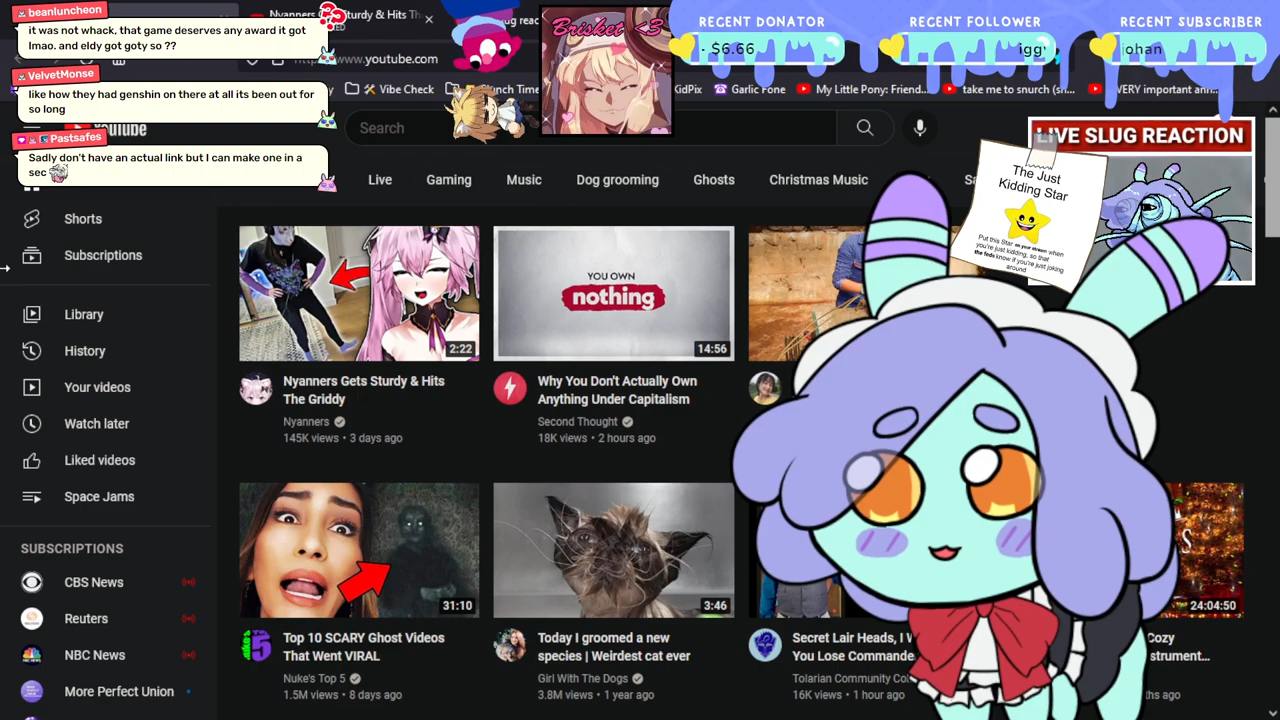 beanluncheon
it was not whack, that game deserves any award it got
lmao. and eldy got goty so ??
VelvetMonse
like how they had genshin on there at all its been out for
so long
Pastsafes
Sadly don't have an actual link but I can make one in a
sec
Nyanners
Sturdy & Hits Th
www.youtube.com
Brisket <3
RECENT DONATOR
- $6.66
RECENT FOLLOWER
iggy
RECENT SUBSCRIBER
ohan
Vibe Check
Crunch Time
KidPix
Garlic Fone
My Little Pony: Friend...
take me to snurch (sh...
VERY important ann...
YouTube
Search
Live
Gaming
Music
Dog grooming
Ghosts
Christmas Music
LIVE SLUG REACTION
The Just
Kidding Star
Put this Star on your stream when
you're just kidding, so that
the feds know if you're just joking
around
Shorts
Subscriptions
Library
History
Your videos
Watch later
Liked videos
Space Jams
SUBSCRIPTIONS
CBS News
Reuters
NBC News
More Perfect Union
2:22
Nyanners Gets Sturdy & Hits
The Griddy
Nyanners
145K views • 3 days ago
YOU OWN
nothing
14:56
Why You Don't Actually Own
Anything Under Capitalism
Second Thought
18K views • 2 hours ago
31:10
Top 10 SCARY Ghost Videos
That Went VIRAL
Nuke's Top 5
1.5M views • 8 days ago
3:46
Today I groomed a new
species | Weirdest cat ever
Girl With The Dogs
3.8M views • 1 year ago
Secret Lair Heads, I W
You Lose Commande
Tolarian Community Col
16K views • 1 hour ago
24:04:50
Cozy
strument...
ths ago